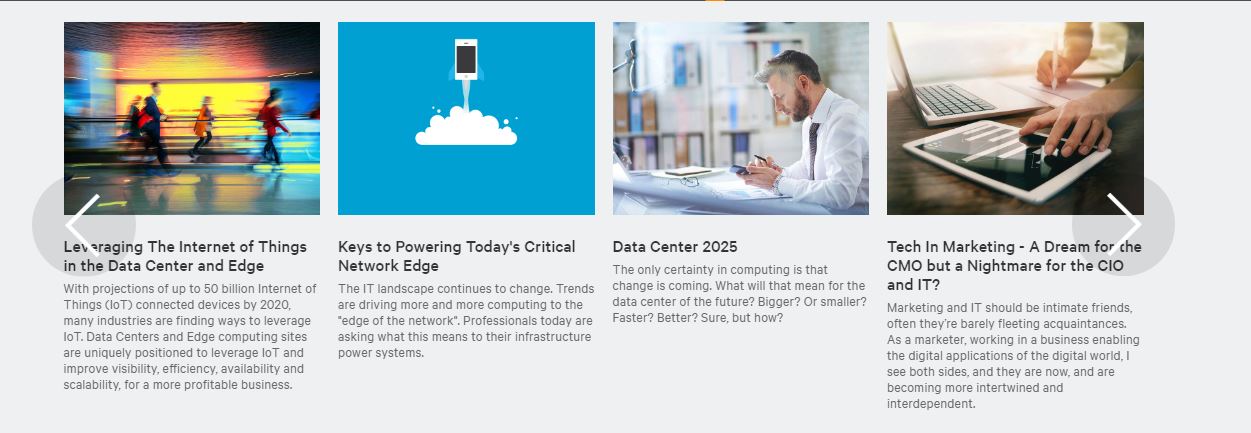 Leveraging The Internet of Things
in the Data Center and Edge
With projections of up to 50 billion Internet of
Things (IoT) connected devices by 2020,
many industries are finding ways to leverage
IoT. Data Centers and Edge computing sites
are uniquely positioned to leverage IoT and
improve visibility, efficiency, availability and
scalability, for a more profitable business.
Keys to Powering Today's Critical
Network Edge
The IT landscape continues to change. Trends
are driving more and more computing to the
"edge of the network". Professionals today are
asking what this means to their infrastructure
power systems.
Data Center 2025
The only certainty in computing is that
change is coming. What will that mean for the
data center of the future? Bigger? Or smaller?
Faster? Better? Sure, but how?
Tech In Marketing - A Dream for the
CMO but a Nightmare for the CIO
and IT?
Marketing and IT should be intimate friends,
often they're barely fleeting acquaintances.
As a marketer, working in a business enabling
the digital applications of the digital world, I
see both sides, and they are now, and are
becoming more intertwined and
interdependent.